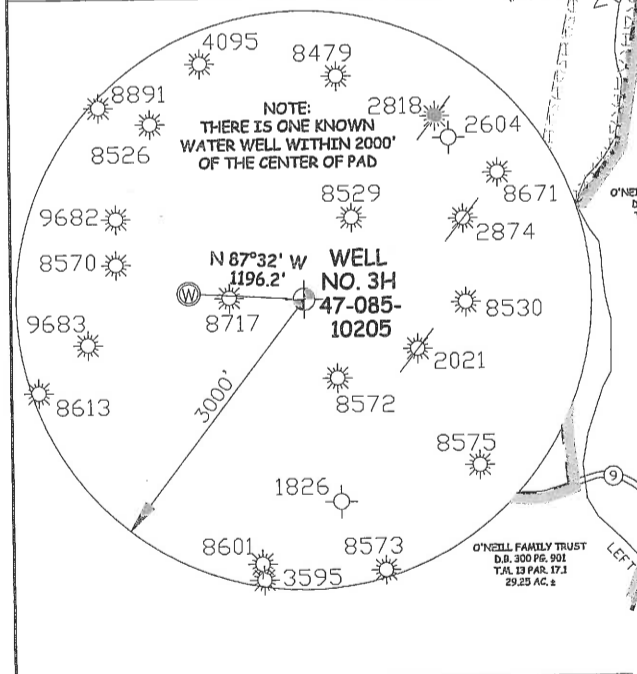 4095
8479
8891
NOTE:
THERE IS ONE KNOWN
WATER WELL WITHIN 2000'
OF THE CENTER OF PAD
2818
2604
8526
8671
8529
9682
2874
8570
N 87°32' W
1196.2'
WELL
NO. 3H
47-085-
10205
W
8717
8530
9683
2021
3000'
8572
8613
8575
9
1826
8601
8573
3595
O'NEILL FAMILY TRUST
D.B. 300 PG. 901
T.M. 13 PAR. 17.1
29.25 AC. ±
LEFT